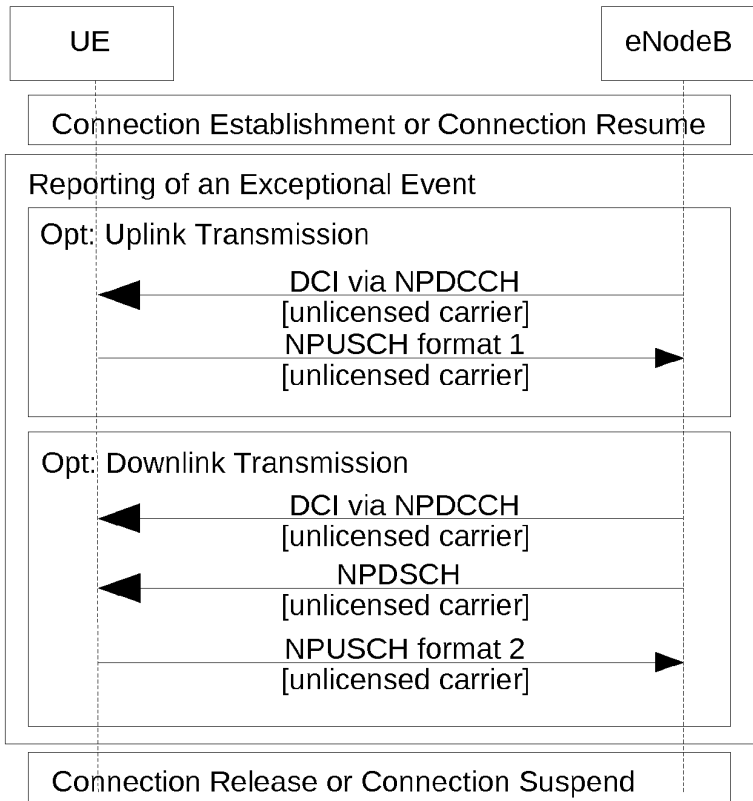 UE
eNodeB
Connection Establishment or Connection Resume
Reporting of an Exceptional Event
Opt: Uplink Transmission
DCI via NPDCCH
[unlicensed carrier]
NPUSCH format 1
[unlicensed carrier]
Opt: Downlink Transmission
DCI via NPDCCH
[unlicensed carrier]
NPDSCH
[unlicensed carrier]
NPUSCH format 2
[unlicensed carrier]
Connection Release or Connection Suspend